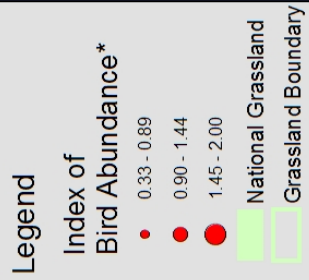 Legend
Index of
Bird Abundance*
0.33 - 0.89
0.90 - 1.44
1.45 - 2.00
National Grassland
Grassland Boundary